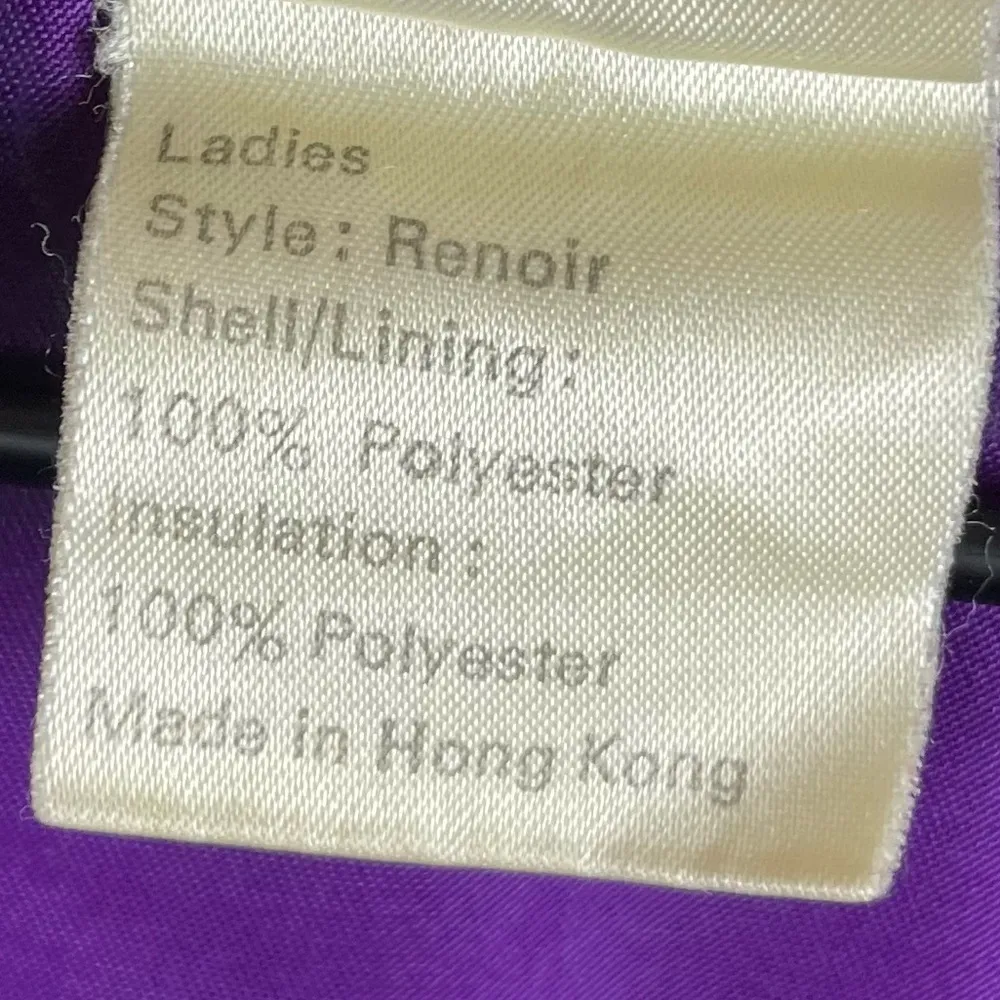 Ladies
Style: Renoir
Shell/Lining:
100% Polyester
Insulation:
100% Polyester
Made in Hong Kong